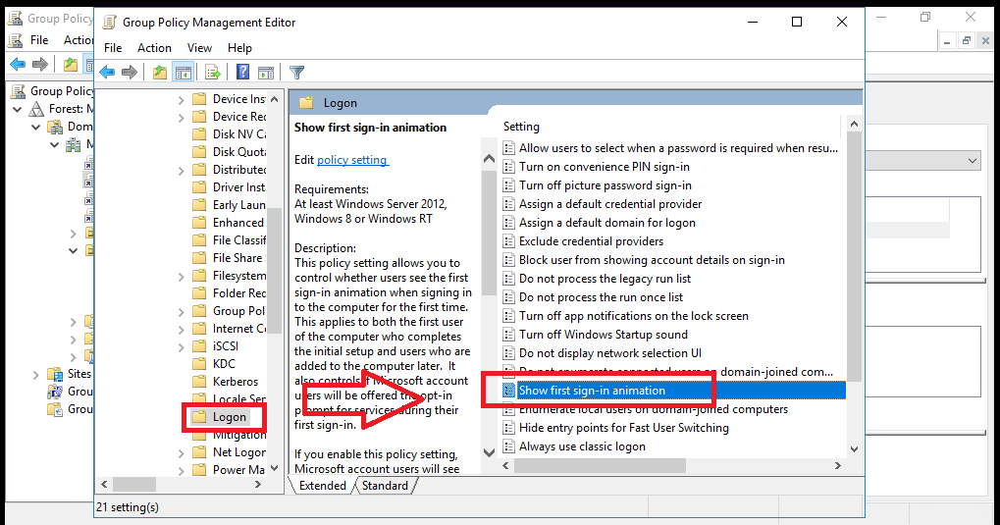 Group Policy
Group Policy Management Editor
File
Action
File Action View Help
Group Policy
Forest: M
Dom
M
Sites
Group
Group
Device Ins
Device Rec
Disk NV Ca
Disk Quota
Distributed
Driver Inst
Early Laun
Enhanced
File Classif
File Share
Filesystem
Folder Red
Group Pol
Internet C
iSCSI
KDC
Kerberos
Locale Ser
Logon
Mitigation
Net Logon
Power Ma
Logon
Show first sign-in animation
Edit policy setting
Requirements:
At least Windows Server 2012,
Windows 8 or Windows RT
Description:
This policy setting allows you to
control whether users see the first
sign-in animation when signing in
to the computer for the first time.
This applies to both the first user
of the computer who completes
the initial setup and users who are
added to the computer later. It
also controls if Microsoft account
users will be offered the opt-in
prompt for services during their
first sign-in.
If you enable this policy setting,
Microsoft account users will see
Setting
Allow users to select when a password is required when resu...
Turn on convenience PIN sign-in
Turn off picture password sign-in
Assign a default credential provider
Assign a default domain for logon
Exclude credential providers
Block user from showing account details on sign-in
Do not process the legacy run list
Do not process the run once list
Turn off app notifications on the lock screen
Turn off Windows Startup sound
Do not display network selection UI
Do not enumerate connected users on domain-joined com...
Show first sign-in animation
Enumerate local users on domain-joined computers
Hide entry points for Fast User Switching
Always use classic logon
Extended Standard
21 setting(s)